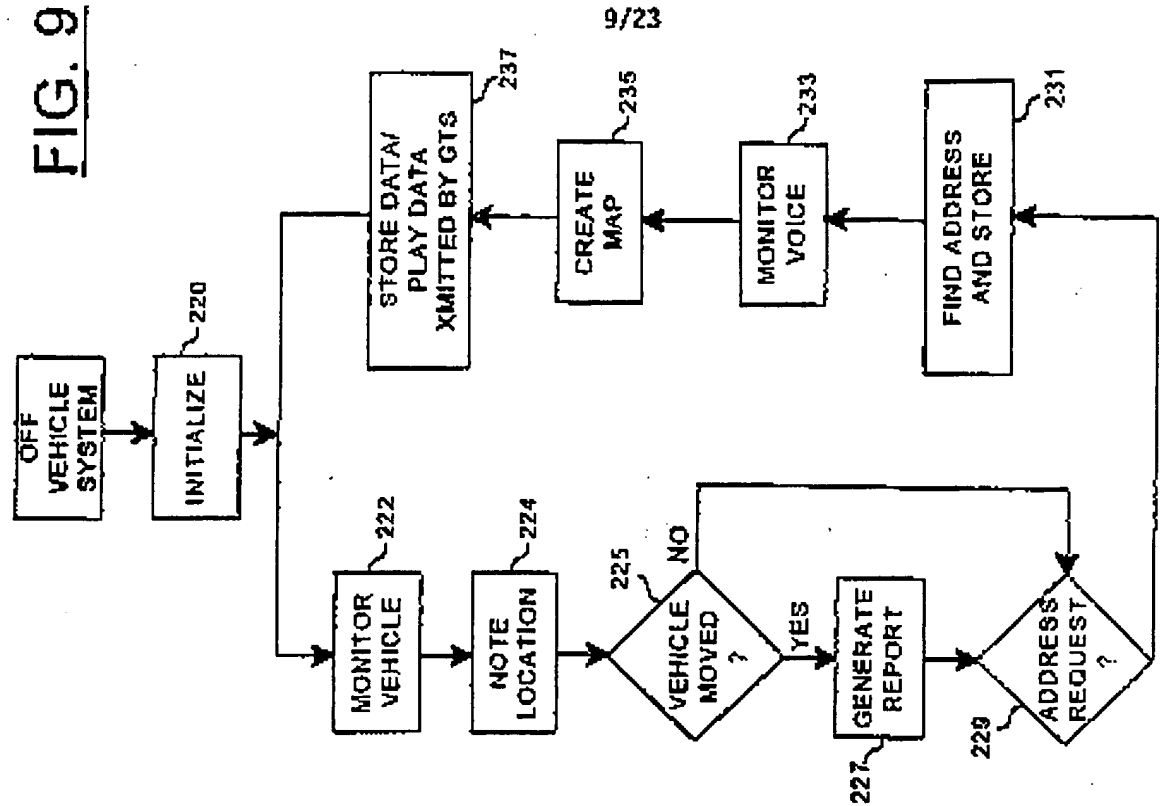 FIG. 9
9/23
OFF
VEHICLE
SYSTEM
220
INITIALIZE
222
MONITOR
VEHICLE
224
NOTE
LOCATION
225
VEHICLE
MOVED
?
NO
YES
GENERATE
REPORT
227
ADDRESS
REQUEST
?
229
FIND ADDRESS
AND STORE
231
MONITOR
VOICE
233
CREATE
MAP
235
STORE DATA/
PLAY DATA
XMITTED BY GTS
237